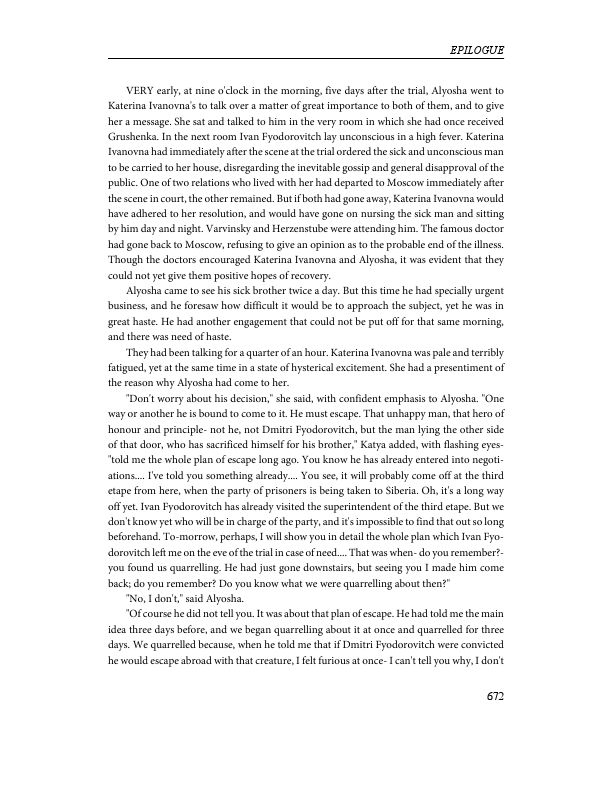 EPILOGUE
VERY early, at nine o'clock in the morning, five days after the trial, Alyosha went to
Katerina Ivanovna's to talk over a matter of great importance to both of them, and to give
her a message. She sat and talked to him in the very room in which she had once received
Grushenka. In the next room Ivan Fyodorovitch lay unconscious in a high fever. Katerina
Ivanovna had immediately after the scene at the trial ordered the sick and unconscious man
to be carried to her house, disregarding the inevitable gossip and general disapproval of the
public. One of two relations who lived with her had departed to Moscow immediately after
the scene in court, the other remained. But if both had gone away, Katerina Ivanovna would
have adhered to her resolution, and would have gone on nursing the sick man and sitting
by him day and night. Varvinsky and Herzenstube were attending him. The famous doctor
had gone back to Moscow, refusing to give an opinion as to the probable end of the illness.
Though the doctors encouraged Katerina Ivanovna and Alyosha, it was evident that they
could not yet give them positive hopes of recovery.
Alyosha came to see his sick brother twice a day. But this time he had specially urgent
business, and he foresaw how difficult it would be to approach the subject, yet he was in
great haste. He had another engagement that could not be put off for that same morning,
and there was need of haste.
They had been talking for a quarter of an hour. Katerina Ivanovna was pale and terribly
fatigued, yet at the same time in a state of hysterical excitement. She had a presentiment of
the reason why Alyosha had come to her.
"Don't worry about his decision," she said, with confident emphasis to Alyosha. "One
way or another he is bound to come to it. He must escape. That unhappy man, that hero of
honour and principle- not he, not Dmitri Fyodorovitch, but the man lying the other side
of that door, who has sacrificed himself for his brother," Katya added, with flashing eyes-
"told me the whole plan of escape long ago. You know he has already entered into negoti-
ations.... I've told you something already.... You see, it will probably come off at the third
etape from here, when the party of prisoners is being taken to Siberia. Oh, it's a long way
off yet. Ivan Fyodorovitch has already visited the superintendent of the third etape. But we
don't know yet who will be in charge of the party, and it's impossible to find that out so long
beforehand. To-morrow, perhaps, I will show you in detail the whole plan which Ivan Fyo-
dorovitch left me on the eve of the trial in case of need.... That was when- do you remember?-
you found us quarrelling. He had just gone downstairs, but seeing you I made him come
back; do you remember? Do you know what we were quarrelling about then?"
"No, I don't," said Alyosha.
"Of course he did not tell you. It was about that plan of escape. He had told me the main
idea three days before, and we began quarrelling about it at once and quarrelled for three
days. We quarrelled because, when he told me that if Dmitri Fyodorovitch were convicted
he would escape abroad with that creature, I felt furious at once- I can't tell you why, I don't
672